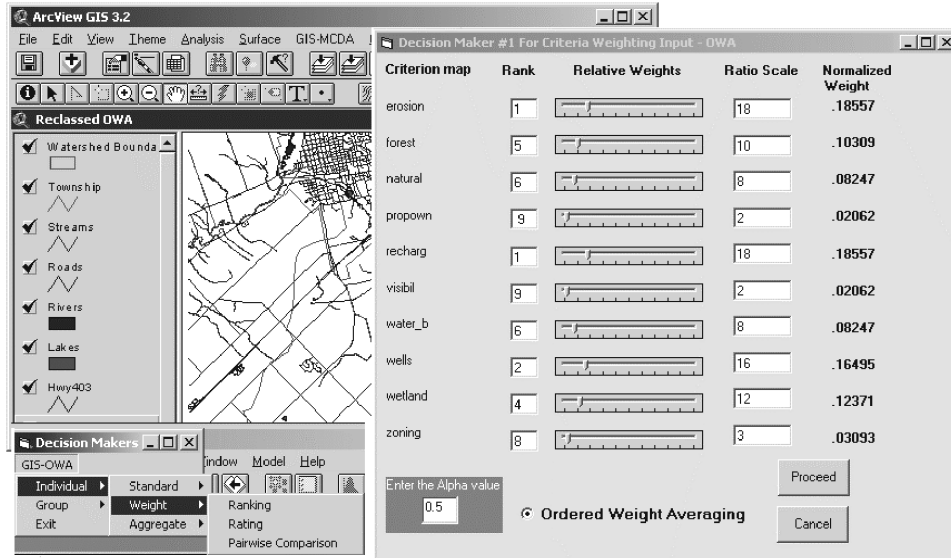 ArcView GIS 3.2
File Edit View Theme Analysis Surface GIS-MCDA
Reclassed OWA
Watershed Bounda
Township
Streams
Roads
Rivers
Lakes
Hwy403
Decision Makers
GIS-OWA
Window Model Help
Individual
Group
Exit
Standard
Weight
Aggregate
Ranking
Rating
Pairwise Comparison
Decision Maker #1 For Criteria Weighting Input - OWA
Criterion map Rank Relative Weights Ratio Scale Normalized Weight
erosion 1 18 .18557
forest 5 10 .10309
natural 6 8 .08247
propown 9 2 .02062
recharg 1 18 .18557
visibil 9 2 .02062
water_b 6 8 .08247
wells 2 16 .16495
wetland 4 12 .12371
zoning 8 3 .03093
Enter the Alpha value
0.5
Ordered Weight Averaging
Proceed
Cancel